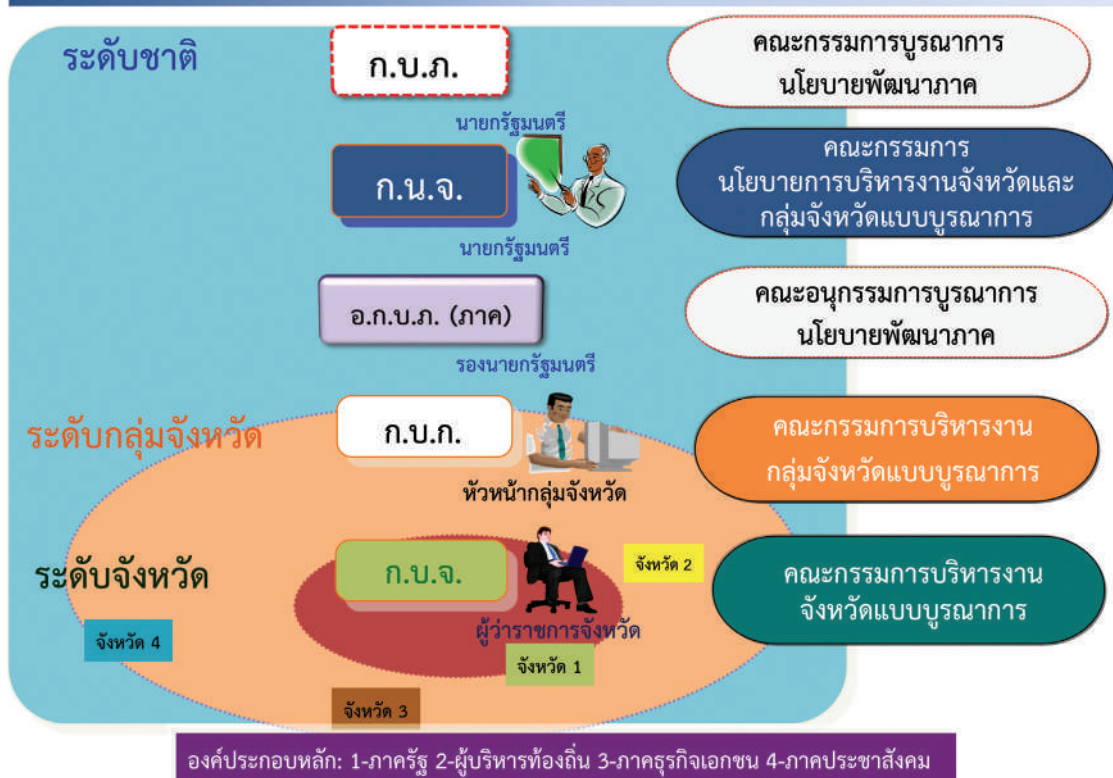 ระดับชาติ
ก.บ.ภ.
คณะกรรมการบูรณาการ
นโยบายพัฒนาภาค
นายกรัฐมนตรี
ก.น.จ.
คณะกรรมการ
นโยบายการบริหารงานจังหวัดและ
กลุ่มจังหวัดแบบบูรณาการ
นายกรัฐมนตรี
อ.ก.บ.ภ. (ภาค)
คณะอนุกรรมการบูรณาการ
นโยบายพัฒนาภาค
รองนายกรัฐมนตรี
ระดับกลุ่มจังหวัด
ก.บ.ก.
คณะกรรมการบริหารงาน
กลุ่มจังหวัดแบบบูรณาการ
หัวหน้ากลุ่มจังหวัด
ระดับจังหวัด
ก.บ.จ.
จังหวัด 2
คณะกรรมการบริหารงาน
จังหวัดแบบบูรณาการ
ผู้ว่าราชการจังหวัด
จังหวัด 4
จังหวัด 1
จังหวัด 3
องค์ประกอบหลัก: 1-ภาครัฐ 2-ผู้บริหารท้องถิ่น 3-ภาคธุรกิจเอกชน 4-ภาคประชาสังคม